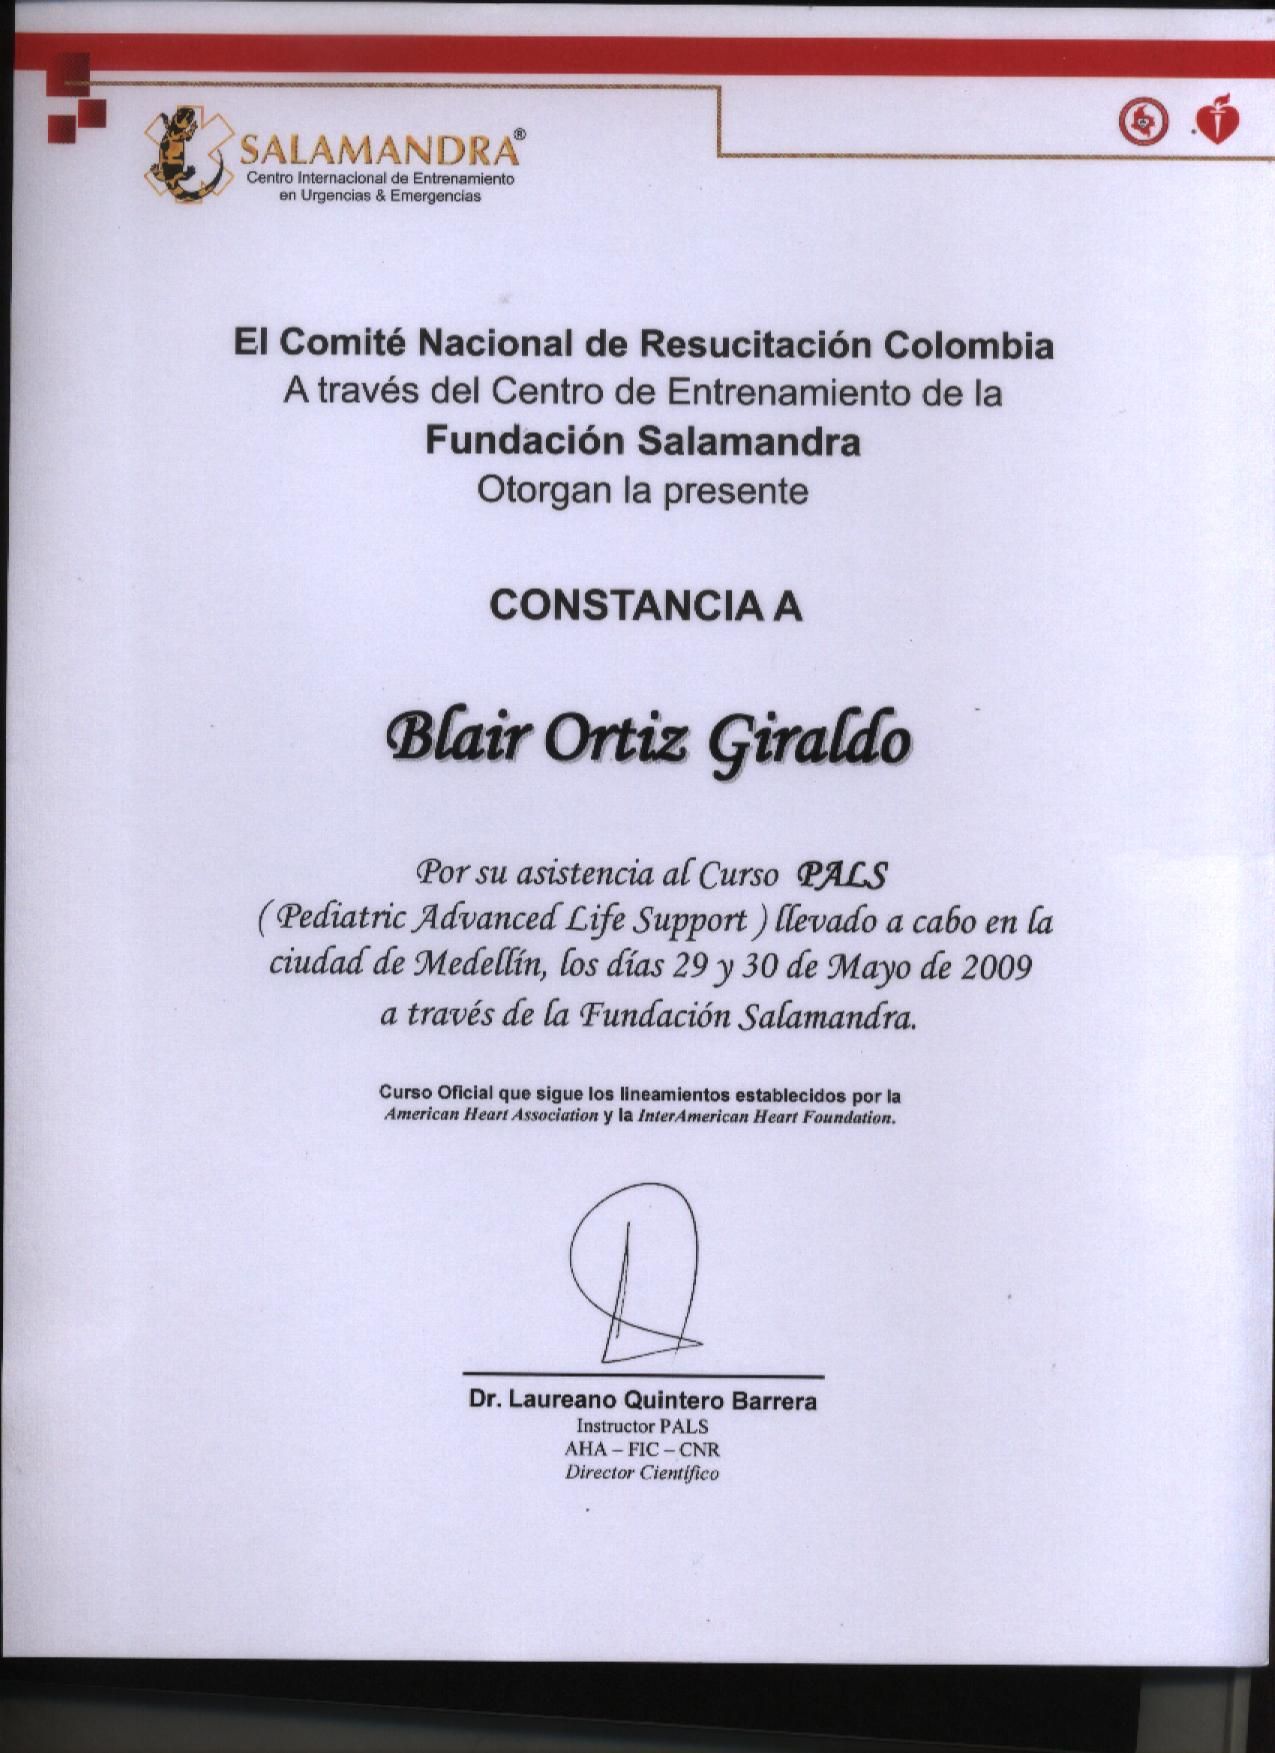 SALAMANDRA®
Centro Internacional de Entrenamiento
en Urgencias & Emergencias
El Comité Nacional de Resucitación Colombia
A través del Centro de Entrenamiento de la
Fundación Salamandra
Otorgan la presente
CONSTANCIA A
Blair Ortiz Giraldo
Por su asistencia al Curso PALS
( Pediatric Advanced Life Support ) llevado a cabo en la
ciudad de Medellín, los días 29 y 30 de Mayo de 2009
a través de la Fundación Salamandra.
Curso Oficial que sigue los lineamientos establecidos por la
American Heart Association y la InterAmerican Heart Foundation.
Dr. Laureano Quintero Barrera
Instructor PALS
AHA – FIC – CNR
Director Científico